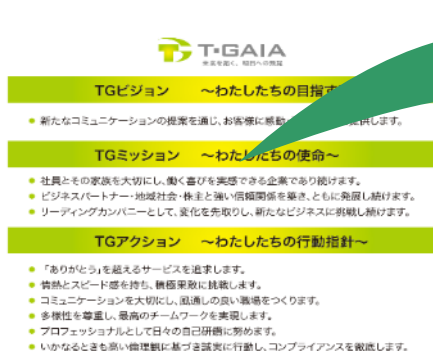 T-GAIA
未来を拓く、明日への商品
TGビジョン ～わたしたちの目指す
新たなコミュニケーションの提案を通じ、お客様に感動 供します。
TGミッション ～わたしたちの使命～
社員とその家族を大切にし、働く喜びを実感できる企業であり続けます。
ビジネスパートナー・地域社会・株主と強い信頼関係を築き、ともに発展し続けます。
リーディングカンパニーとして、変化を先取りし、新たなビジネスに挑戦し続けます。
TGアクション ～わたしたちの行動指針～
「ありがとう」を超えるサービスを追求します。
情熱とスピード感を持ち、積極果敢に挑戦します。
コミュニケーションを大切にし、風通しの良い職場をつくります。
多様性を尊重し、最高のチームワークを実現します。
プロフェッショナルとして日々の自己研鑽に努めます。
いかなるときも高い倫理観に基づき誠実に行動し、コンプライアンスを徹底します。